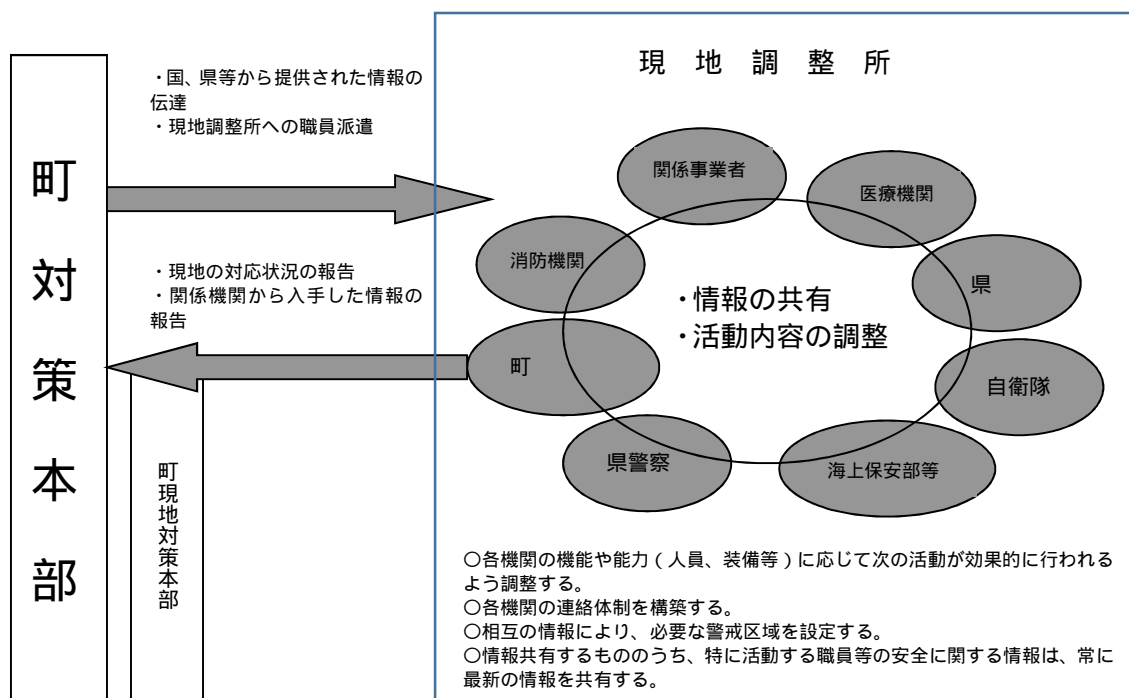 現地調整所
・国、県等から提供された情報の
伝達
・現地調整所への職員派遣
町対策本部
・現地の対応状況の報告
・関係機関から入手した情報の
報告
町現地対策本部
関係事業者
医療機関
消防機関
県
・情報の共有
・活動内容の調整
町
自衛隊
県警察
海上保安部等
○各機関の機能や能力(人員、装備等)に応じて次の活動が効果的に行われる
よう調整する。
○各機関の連絡体制を構築する。
○相互の情報により、必要な警戒区域を設定する。
○情報共有するもののうち、特に活動する職員等の安全に関する情報は、常に
最新の情報を共有する。